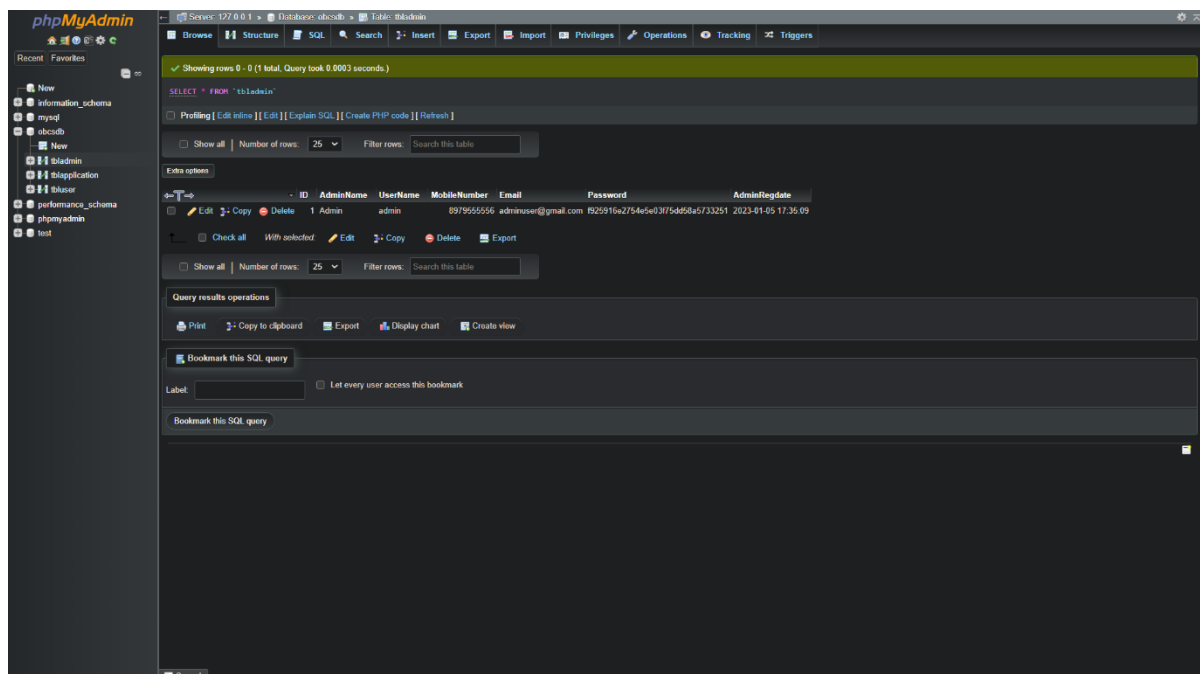 phpMyAdmin
Recent Favorites
New
information_schema
mysql
obcsdb
New
tbladmin
tblapplication
tbluser
performance_schema
phpmyadmin
test
Server: 127.0.0.1 » Database: obcsdb » Table: tbladmin
Browse Structure SQL Search Insert Export Import Privileges Operations Tracking Triggers
Showing rows 0 - 0 (1 total, Query took 0.0003 seconds.)
SELECT * FROM `tbladmin`
Profiling [ Edit inline ] [ Edit ] [ Explain SQL ] [ Create PHP code ] [ Refresh ]
Show all | Number of rows: 25 Filter rows: Search this table
Extra options
ID AdminName UserName MobileNumber Email Password AdminRegdate
Edit Copy Delete 1 Admin admin 8979555556 adminuser@gmail.com f925916e2754e5e03f75dd58a5733251 2023-01-05 17:35:09
Check all With selected: Edit Copy Delete Export
Show all | Number of rows: 25 Filter rows: Search this table
Query results operations
Print Copy to clipboard Export Display chart Create view
Bookmark this SQL query
Label: Let every user access this bookmark
Bookmark this SQL query